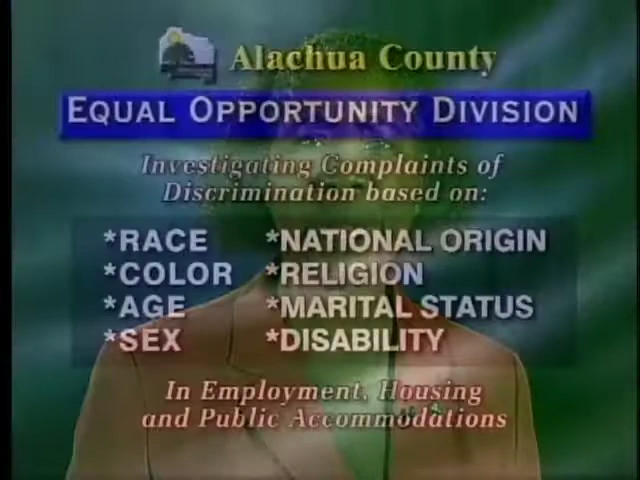 Alachua County
EQUAL OPPORTUNITY DIVISION
Investigating Complaints of
Discrimination based on:
*RACE *NATIONAL ORIGIN
*COLOR *RELIGION
*AGE *MARITAL STATUS
*SEX *DISABILITY
In Employment, Housing
and Public Accommodations